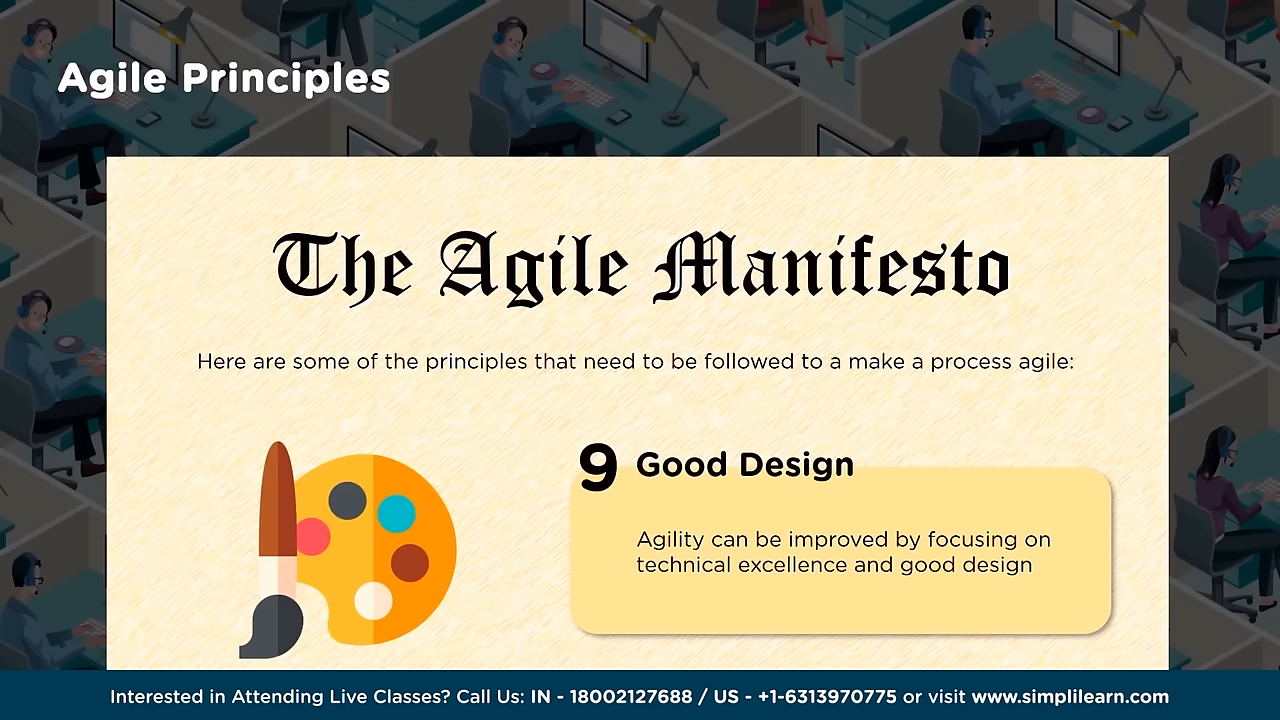 Agile Principles
The Agile Manifesto
Here are some of the principles that need to be followed to a make a process agile:
9 Good Design
Agility can be improved by focusing on
technical excellence and good design
Interested in Attending Live Classes? Call Us: IN - 18002127688 / US - +1-6313970775 or visit www.simplilearn.com